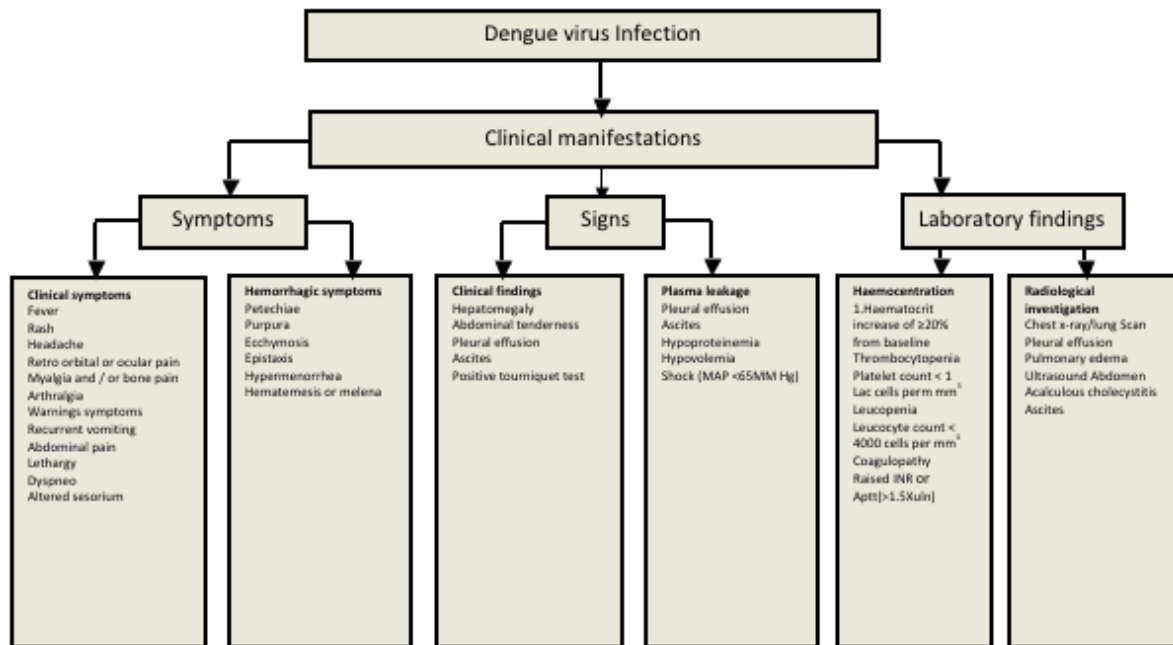 Dengue virus Infection
Clinical manifestations
Symptoms
Signs
Laboratory findings
Clinical symptoms
Fever
Rash
Headache
Retro orbital or ocular pain
Myalgia and / or bone pain
Arthralgia
Warnings symptoms
Recurrent vomiting
Abdominal pain
Lethargy
Dyspneo
Altered sesorium
Hemorrhagic symptoms
Petechiae
Purpura
Ecchymosis
Epistaxis
Hypermenorrhea
Hematemesis or melena
Clinical findings
Hepatomegaly
Abdominal tenderness
Pleural effusion
Ascites
Positive tourniquet test
Plasma leakage
Pleural effusion
Ascites
Hypoproteinemia
Hypovolemia
Shock (MAP <65MM Hg)
Haemocentration
1.Haematocrit
increase of ≥20%
from baseline
Thrombocytopenia
Platelet count < 1
Lac cells perm mm³
Leucopenia
Leucocyte count <
4000 cells per mm³
Coagulopathy
Raised INR or
Aptt(>1.5Xuln)
Radiological
investigation
Chest x-ray/lung Scan
Pleural effusion
Pulmonary edema
Ultrasound Abdomen
Acalculous cholecystitis
Ascites